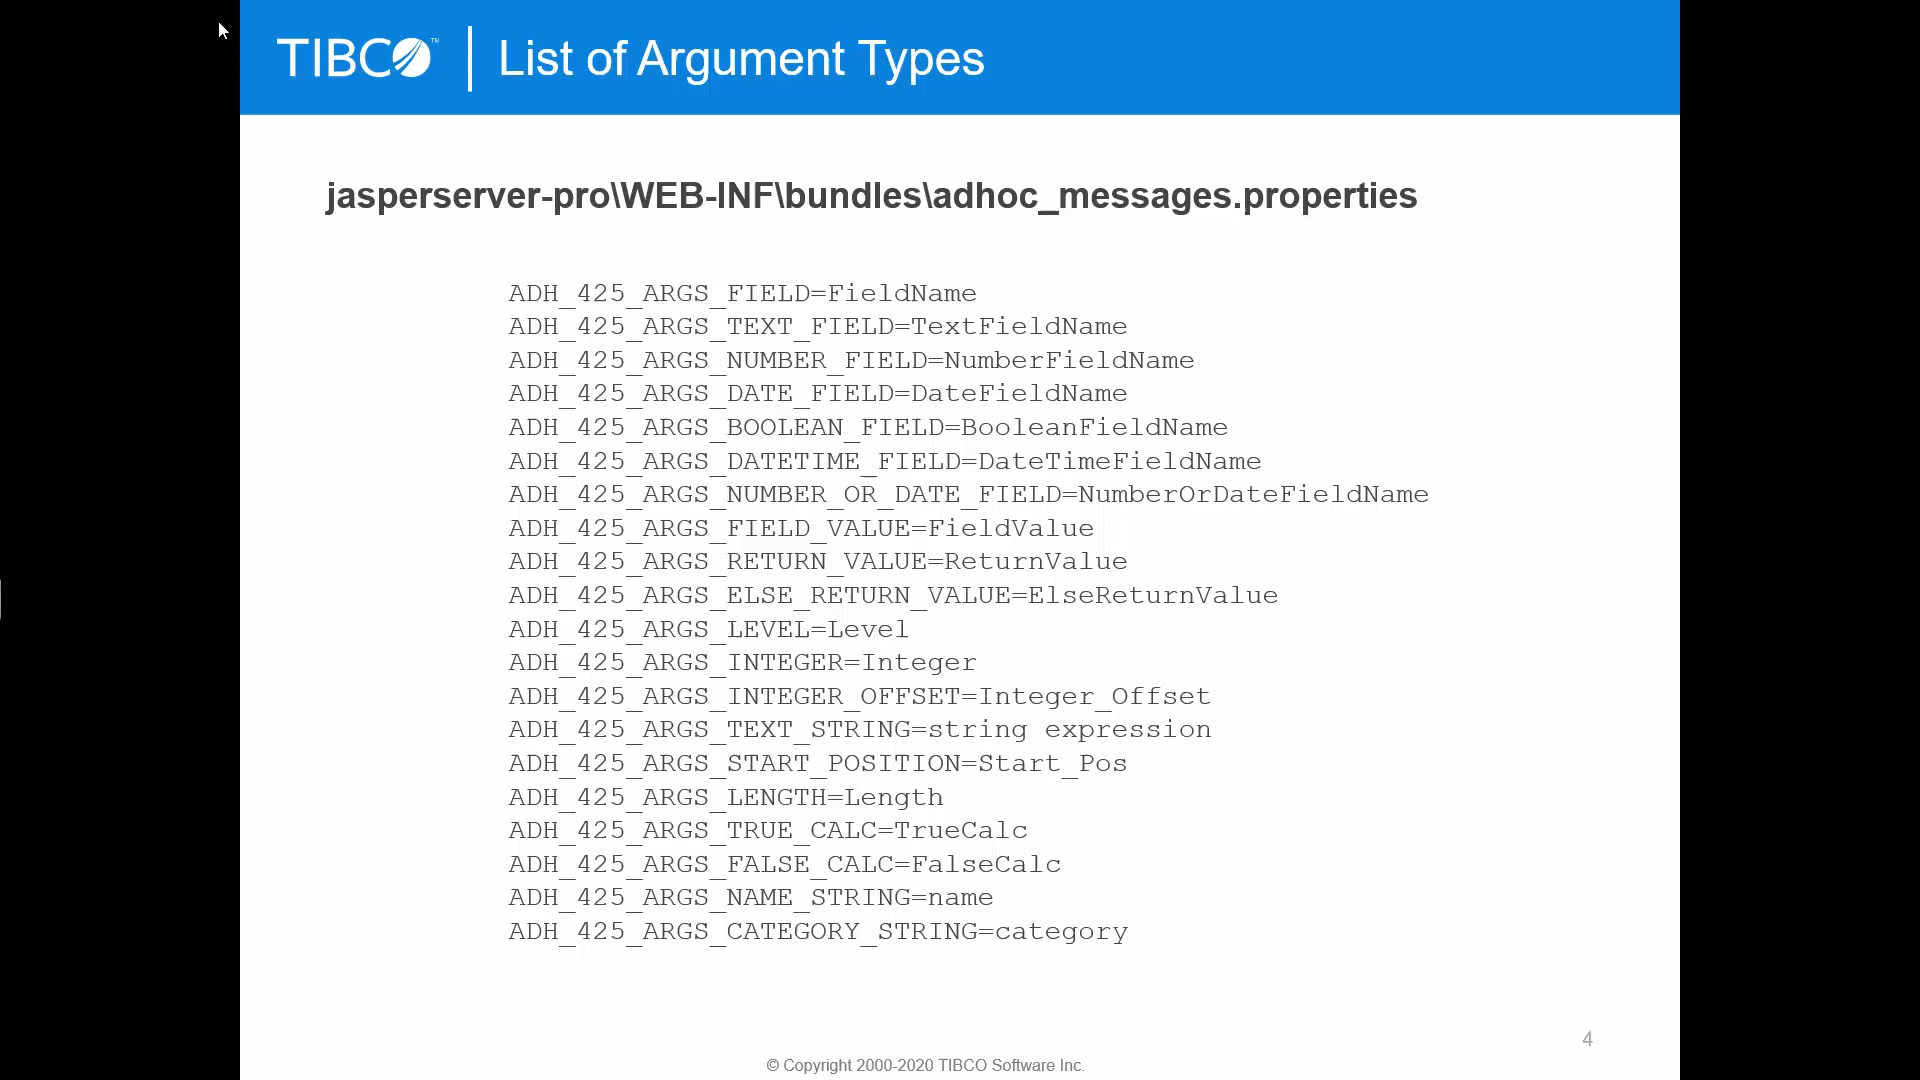 TIBCO™ List of Argument Types
jasperserver-pro\WEB-INF\bundles\adhoc_messages.properties
ADH_425_ARGS_FIELD=FieldName
ADH_425_ARGS_TEXT_FIELD=TextFieldName
ADH_425_ARGS_NUMBER_FIELD=NumberFieldName
ADH_425_ARGS_DATE_FIELD=DateFieldName
ADH_425_ARGS_BOOLEAN_FIELD=BooleanFieldName
ADH_425_ARGS_DATETIME_FIELD=DateTimeFieldName
ADH_425_ARGS_NUMBER_OR_DATE_FIELD=NumberOrDateFieldName
ADH_425_ARGS_FIELD_VALUE=FieldValue
ADH_425_ARGS_RETURN_VALUE=ReturnValue
ADH_425_ARGS_ELSE_RETURN_VALUE=ElseReturnValue
ADH_425_ARGS_LEVEL=Level
ADH_425_ARGS_INTEGER=Integer
ADH_425_ARGS_INTEGER_OFFSET=Integer_Offset
ADH_425_ARGS_TEXT_STRING=string expression
ADH_425_ARGS_START_POSITION=Start_Pos
ADH_425_ARGS_LENGTH=Length
ADH_425_ARGS_TRUE_CALC=TrueCalc
ADH_425_ARGS_FALSE_CALC=FalseCalc
ADH_425_ARGS_NAME_STRING=name
ADH_425_ARGS_CATEGORY_STRING=category
4
© Copyright 2000-2020 TIBCO Software Inc.